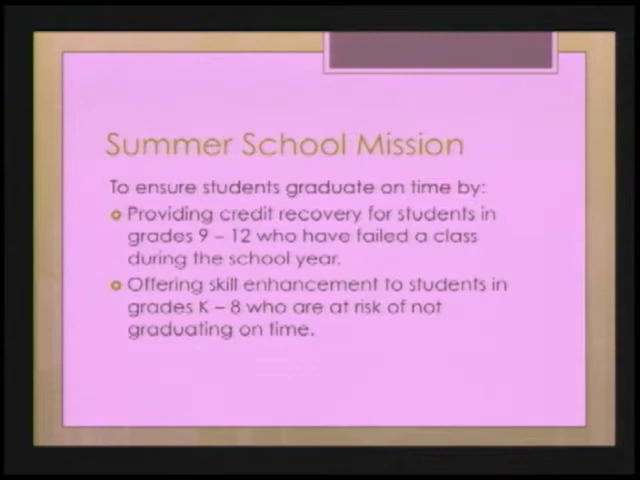 Summer School Mission
To ensure students graduate on time by:
Providing credit recovery for students in
grades 9 – 12 who have failed a class
during the school year.
Offering skill enhancement to students in
grades K – 8 who are at risk of not
graduating on time.